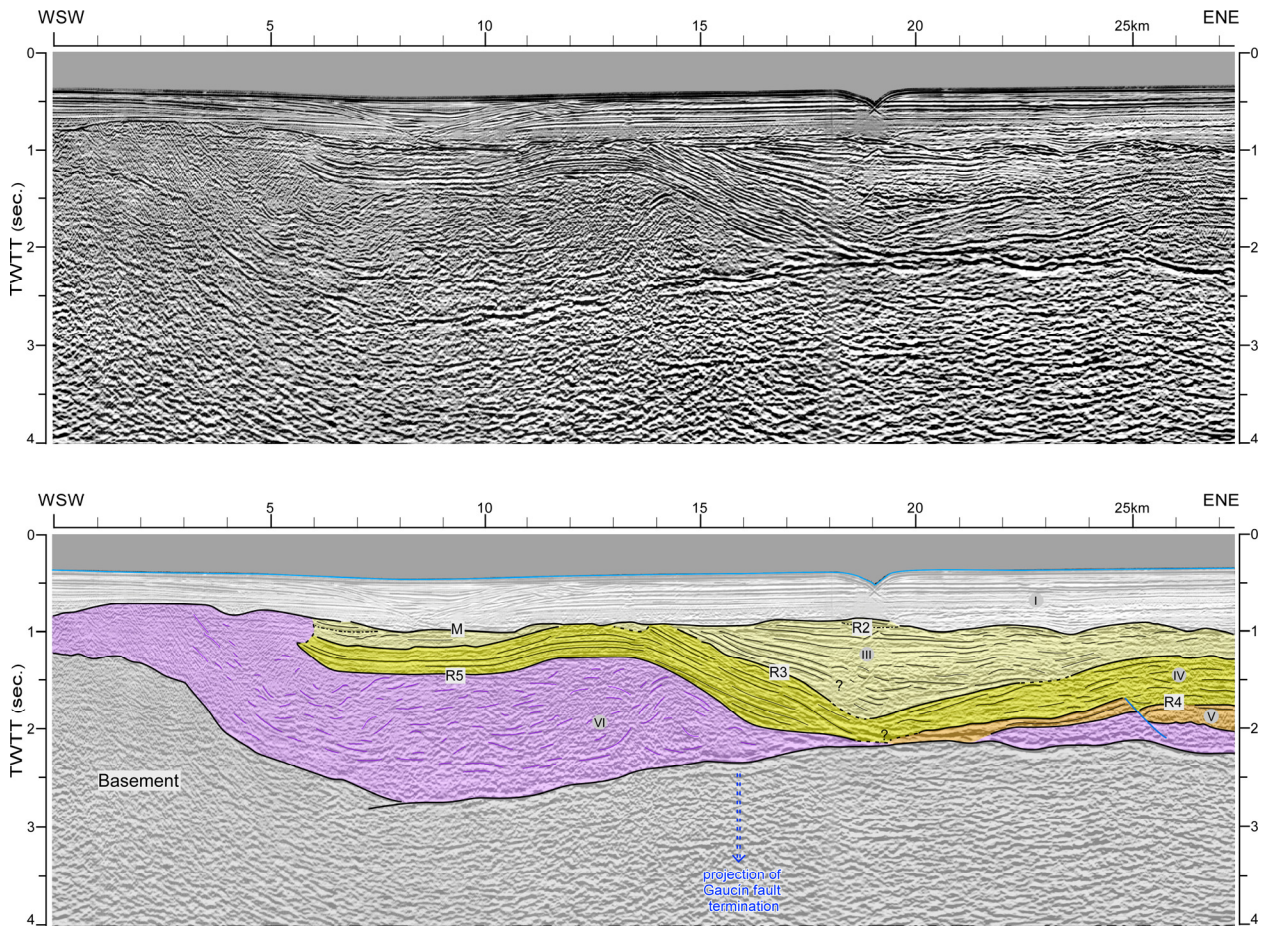 WSW ENE
5 10 15 20 25km
0 0
1 1
2 2
3 3
4 4
TWTT (sec.)
WSW ENE
5 10 15 20 25km
0 0
I
R2
M
1 1
III
R3
R5
?
IV
R4
V
VI
?
2 2
TWTT (sec.)
Basement
3 3
projection of
Gaucin fault
termination
4 4